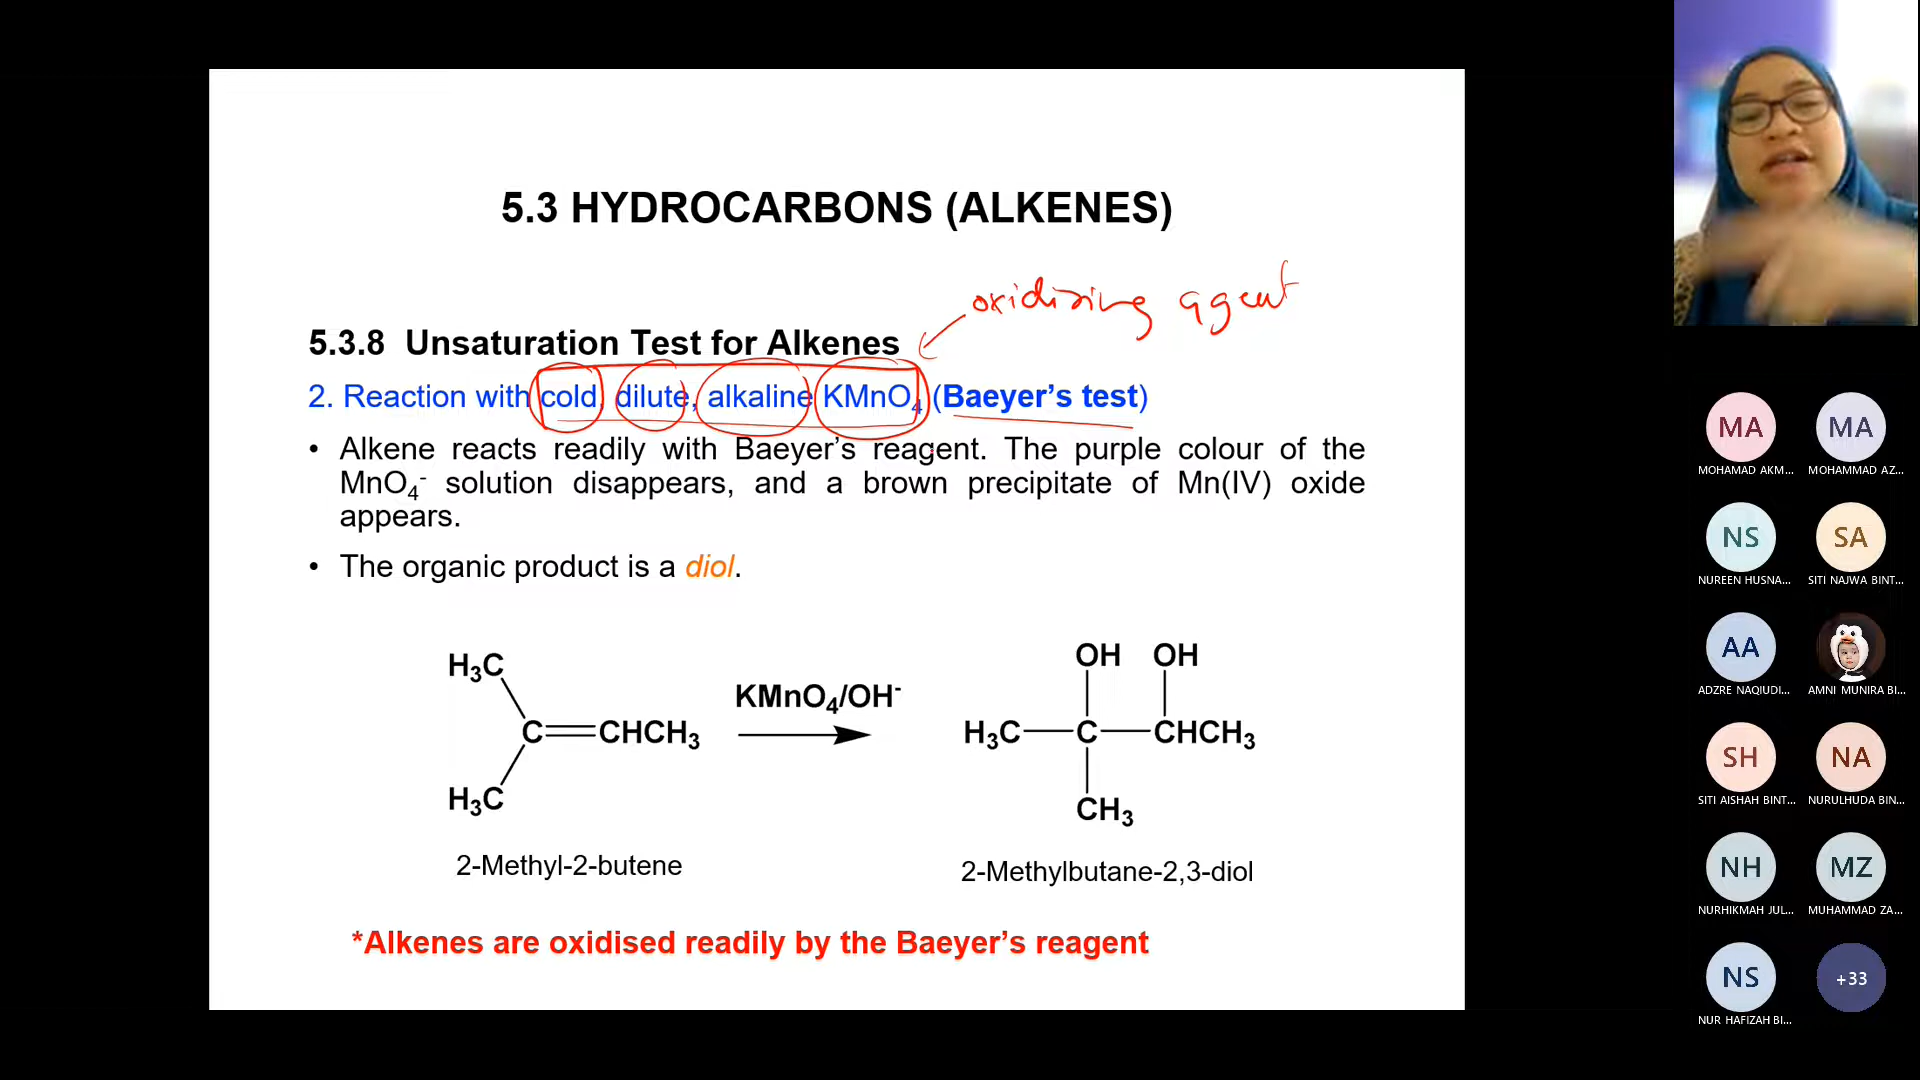 5.3 HYDROCARBONS (ALKENES)
oxidising agent
5.3.8 Unsaturation Test for Alkenes
2. Reaction with cold, dilute, alkaline KMnO₄ (Baeyer’s test)
• Alkene reacts readily with Baeyer’s reagent. The purple colour of the
MnO₄⁻ solution disappears, and a brown precipitate of Mn(IV) oxide
appears.
• The organic product is a diol.
H₃C
C
CHCH₃
H₃C
KMnO₄/OH⁻
OH OH
H₃C C CHCH₃
CH₃
2-Methyl-2-butene
2-Methylbutane-2,3-diol
*Alkenes are oxidised readily by the Baeyer’s reagent
MA MA
MOHAMAD AKM... MOHAMMAD AZ...
NS SA
NUREEN HUSNA... SITI NAJWA BINT...
AA
ADZRE NAQIUDI... AMNI MUNIRA BI...
SH NA
SITI AISHAH BINT... NURULHUDA BIN...
NH MZ
NURHIKMAH JUL... MUHAMMAD ZA...
NS +33
NUR HAFIZAH BI...